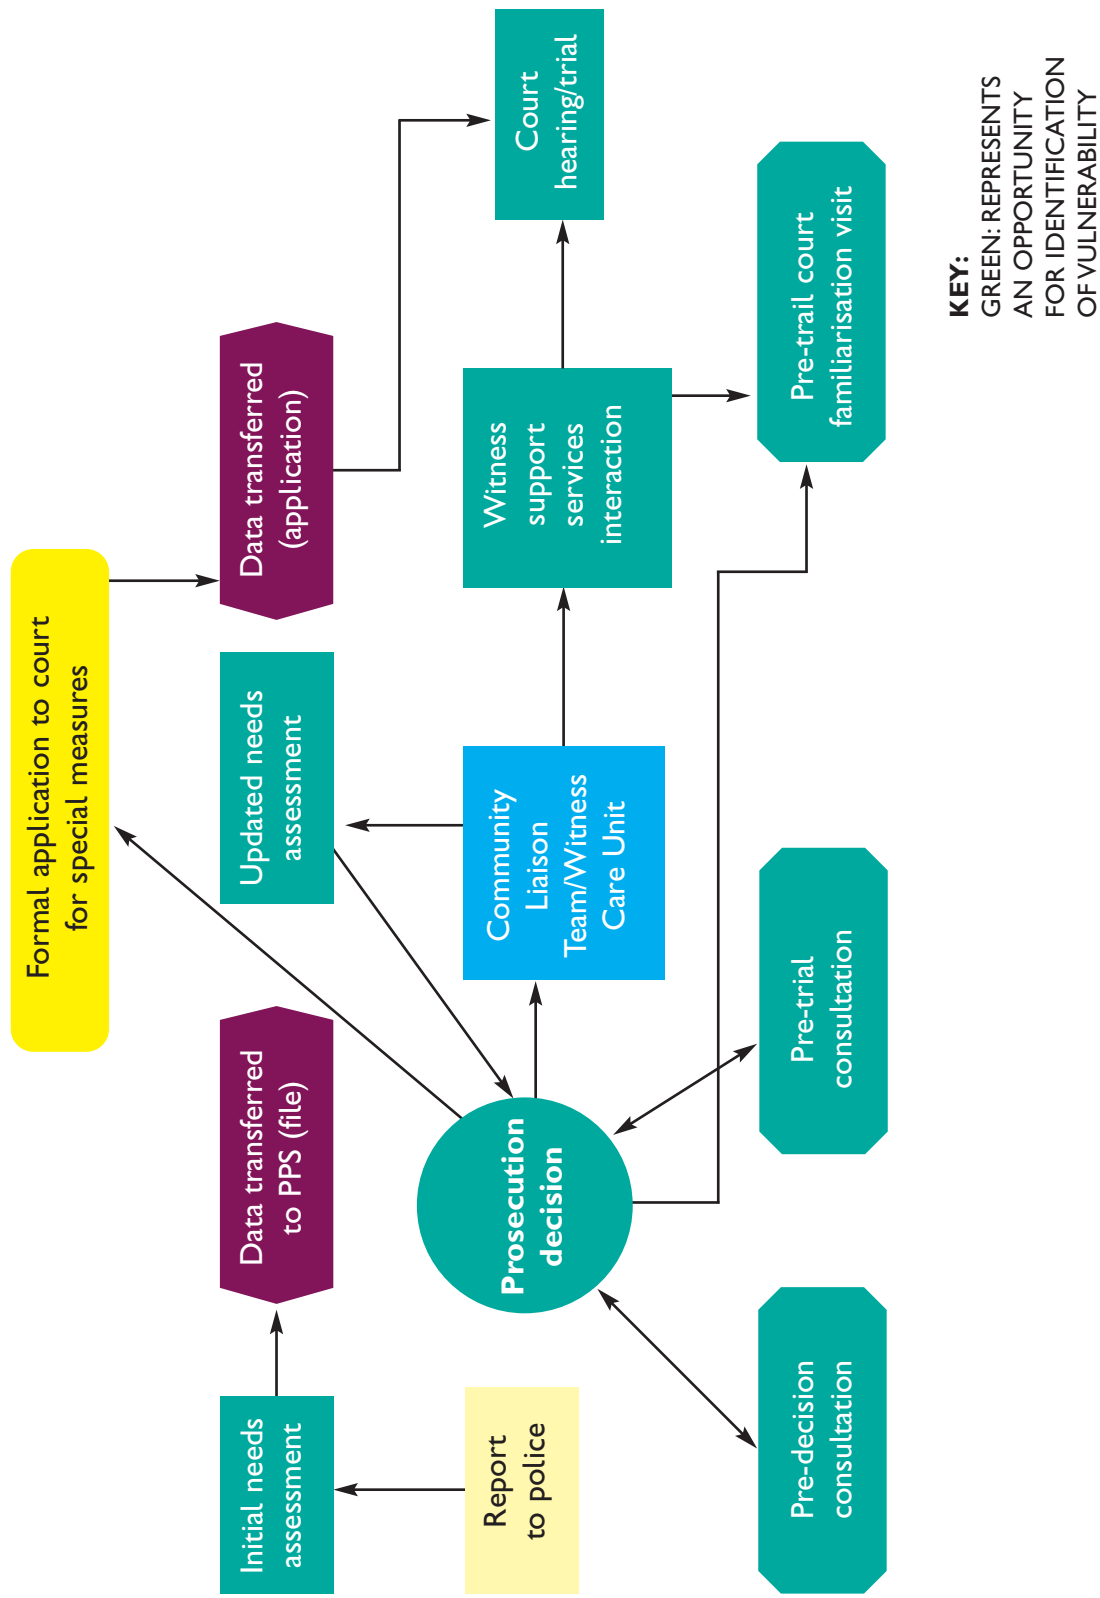 Formal application to court
for special measures
Data transferred
to PPS (file)
Data transferred
(application)
Initial needs
assessment
Updated needs
assessment
Report
to police
Prosecution
decision
Community
Liaison
Team/Witness
Care Unit
Witness
support
services
interaction
Court
hearing/trial
Pre-decision
consultation
Pre-trial
consultation
Pre-trail court
familiarisation visit
KEY:
GREEN: REPRESENTS
AN OPPORTUNITY
FOR IDENTIFICATION
OF VULNERABILITY